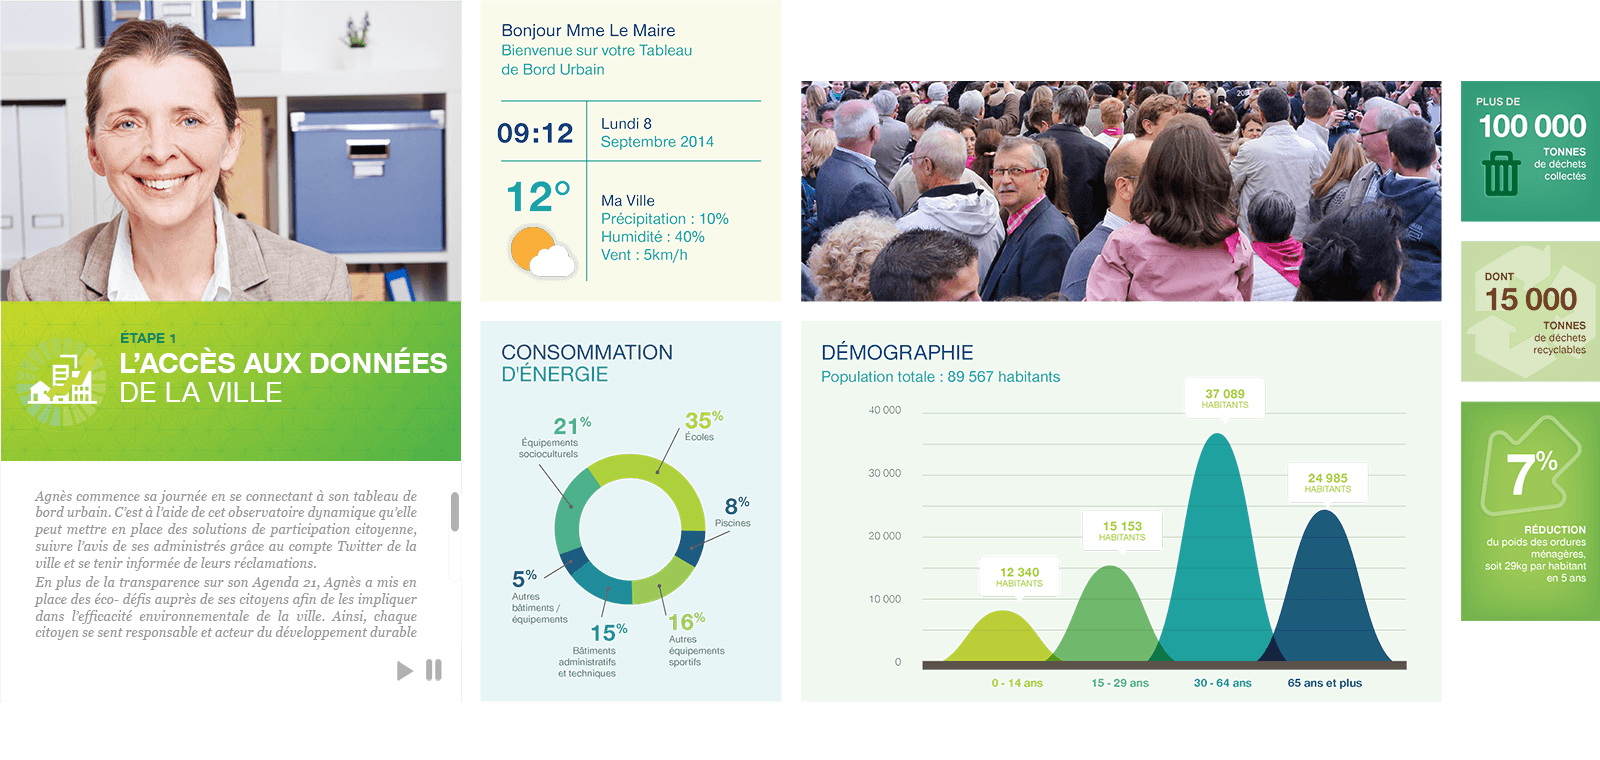 ÉTAPE 1
L'ACCÈS AUX DONNÉES
DE LA VILLE
Agnès commence sa journée en se connectant à son tableau de
bord urbain. C'est à l'aide de cet observatoire dynamique qu'elle
peut mettre en place des solutions de participation citoyenne,
suivre l'avis de ses administrés grâce au compte Twitter de la
ville et se tenir informée de leurs réclamations.
En plus de la transparence sur son Agenda 21, Agnès a mis en
place des éco- défis auprès de ses citoyens afin de les impliquer
dans l'efficacité environnementale de la ville. Ainsi, chaque
citoyen se sent responsable et acteur du développement durable
Bonjour Mme Le Maire
Bienvenue sur votre Tableau
de Bord Urbain
09:12
Lundi 8
Septembre 2014
12°
Ma Ville
Précipitation : 10%
Humidité : 40%
Vent : 5km/h
CONSOMMATION
D'ÉNERGIE
21%
Équipements
socioculturels
35%
Écoles
8%
Piscines
5%
Autres
bâtiments /
équipements
15%
Bâtiments
administratifs
et techniques
16%
Autres
équipements
sportifs
DÉMOGRAPHIE
Population totale : 89 567 habitants
40 000
30 000
20 000
10 000
0
12 340
HABITANTS
15 153
HABITANTS
37 089
HABITANTS
24 985
HABITANTS
0 - 14 ans
15 - 29 ans
30 - 64 ans
65 ans et plus
PLUS DE
100 000
TONNES
de déchets
collectés
DONT
15 000
TONNES
de déchets
recyclables
7%
RÉDUCTION
du poids des ordures
ménagères,
soit 29kg par habitant
en 5 ans